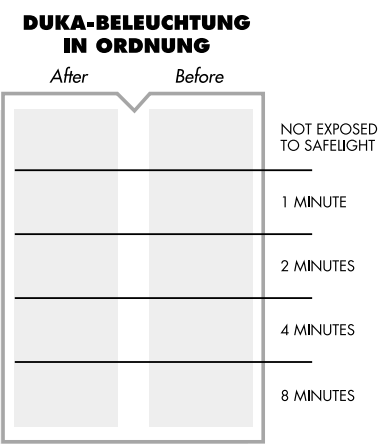 DUKA-BELEUCHTUNG
IN ORDNUNG
After
Before
NOT EXPOSED
TO SAFELIGHT
1 MINUTE
2 MINUTES
4 MINUTES
8 MINUTES